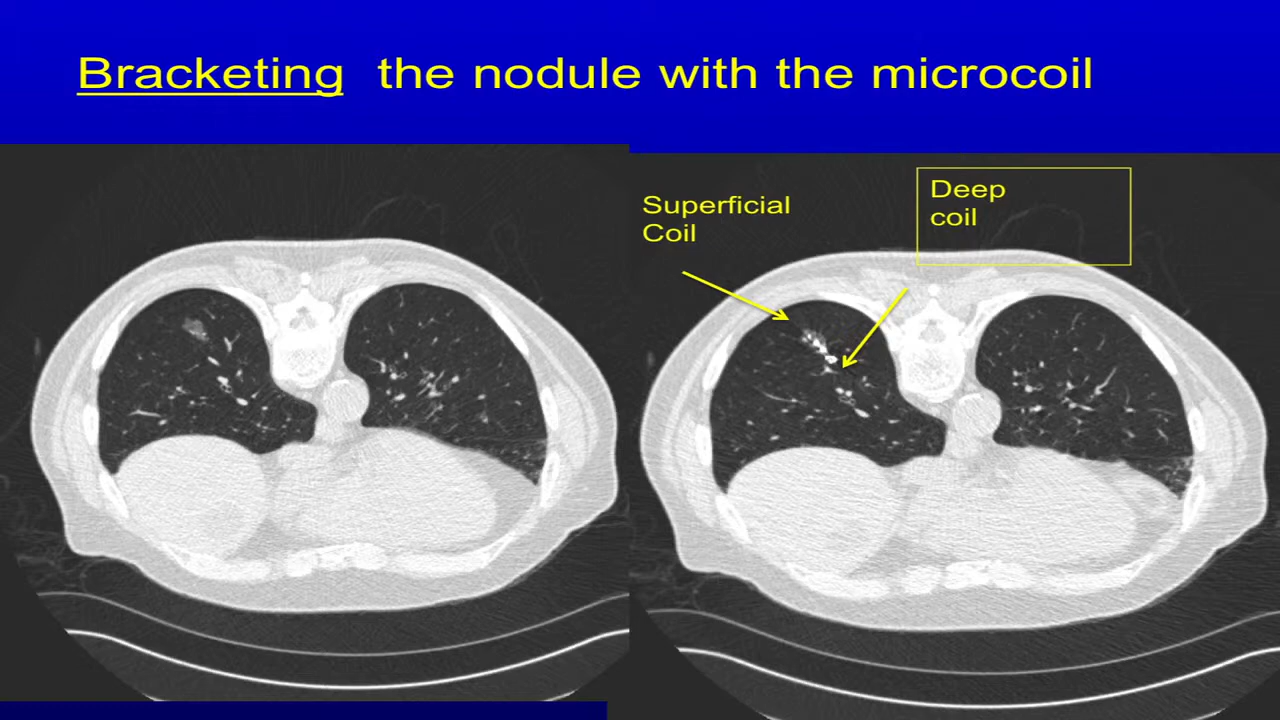 Bracketing the nodule with the microcoil
Superficial
Coil
Deep
coil